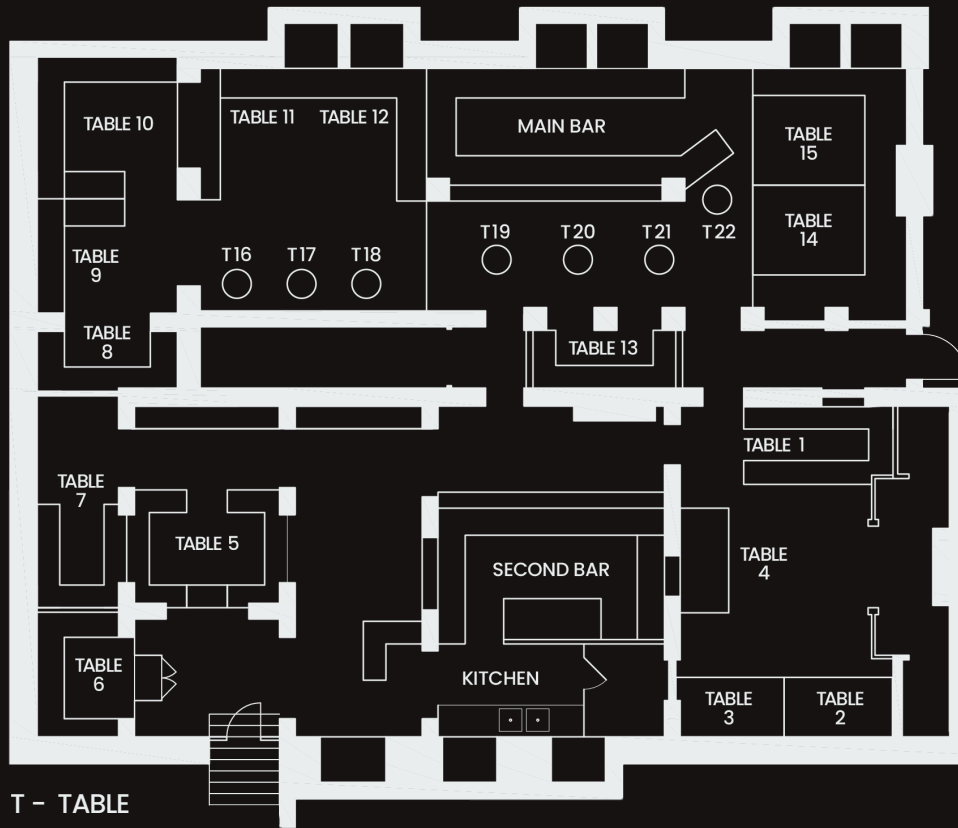 TABLE 10
TABLE 11
TABLE 12
MAIN BAR
TABLE
15
TABLE
14
T19
T20
T21
T22
T16
T17
T18
TABLE
9
TABLE
8
TABLE 13
TABLE 1
TABLE
7
TABLE 5
SECOND BAR
TABLE
4
TABLE
6
KITCHEN
TABLE
3
TABLE
2
T - TABLE